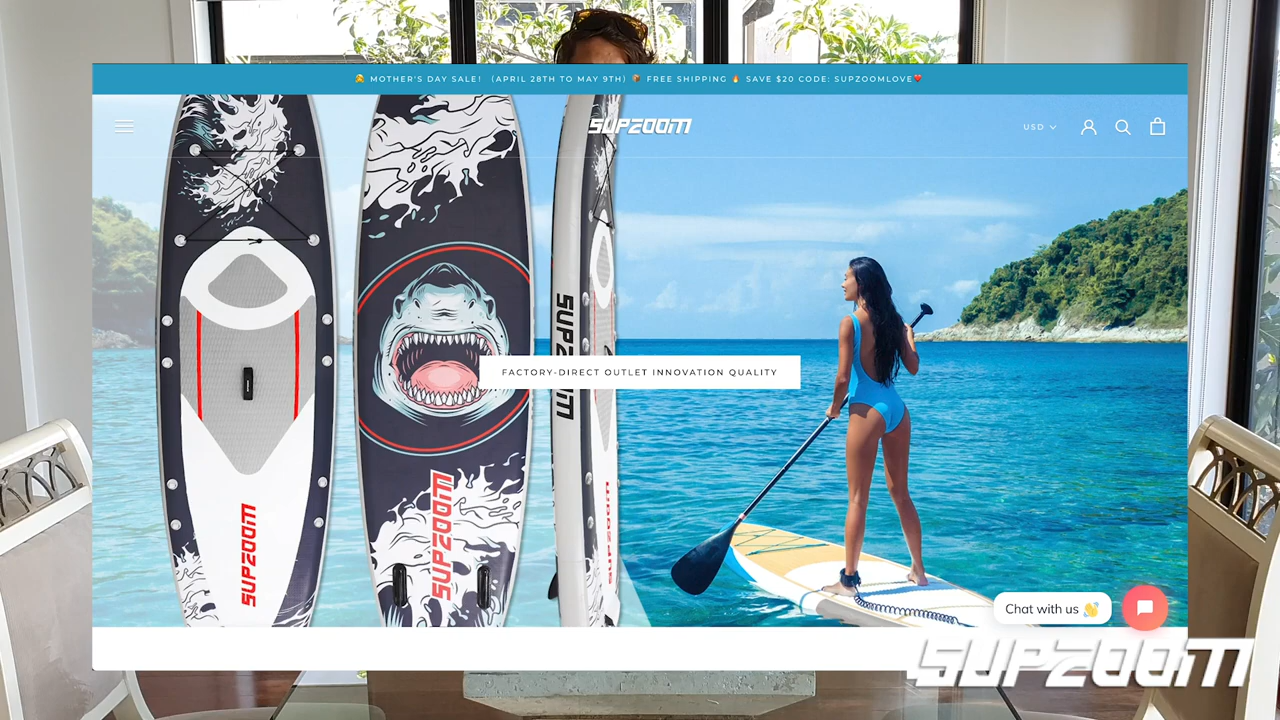 🙇 MOTHER'S DAY SALE! (APRIL 28TH TO MAY 9TH) 📦 FREE SHIPPING 🔥 SAVE $20 CODE: SUPZOOMLOVE❤️
SUPZOOM
USD
SUPZOOM
FACTORY-DIRECT OUTLET INNOVATION QUALITY
SUPZOOM
SUPZOOM
SUPZOOM
Chat with us 👋
SUPZOOM